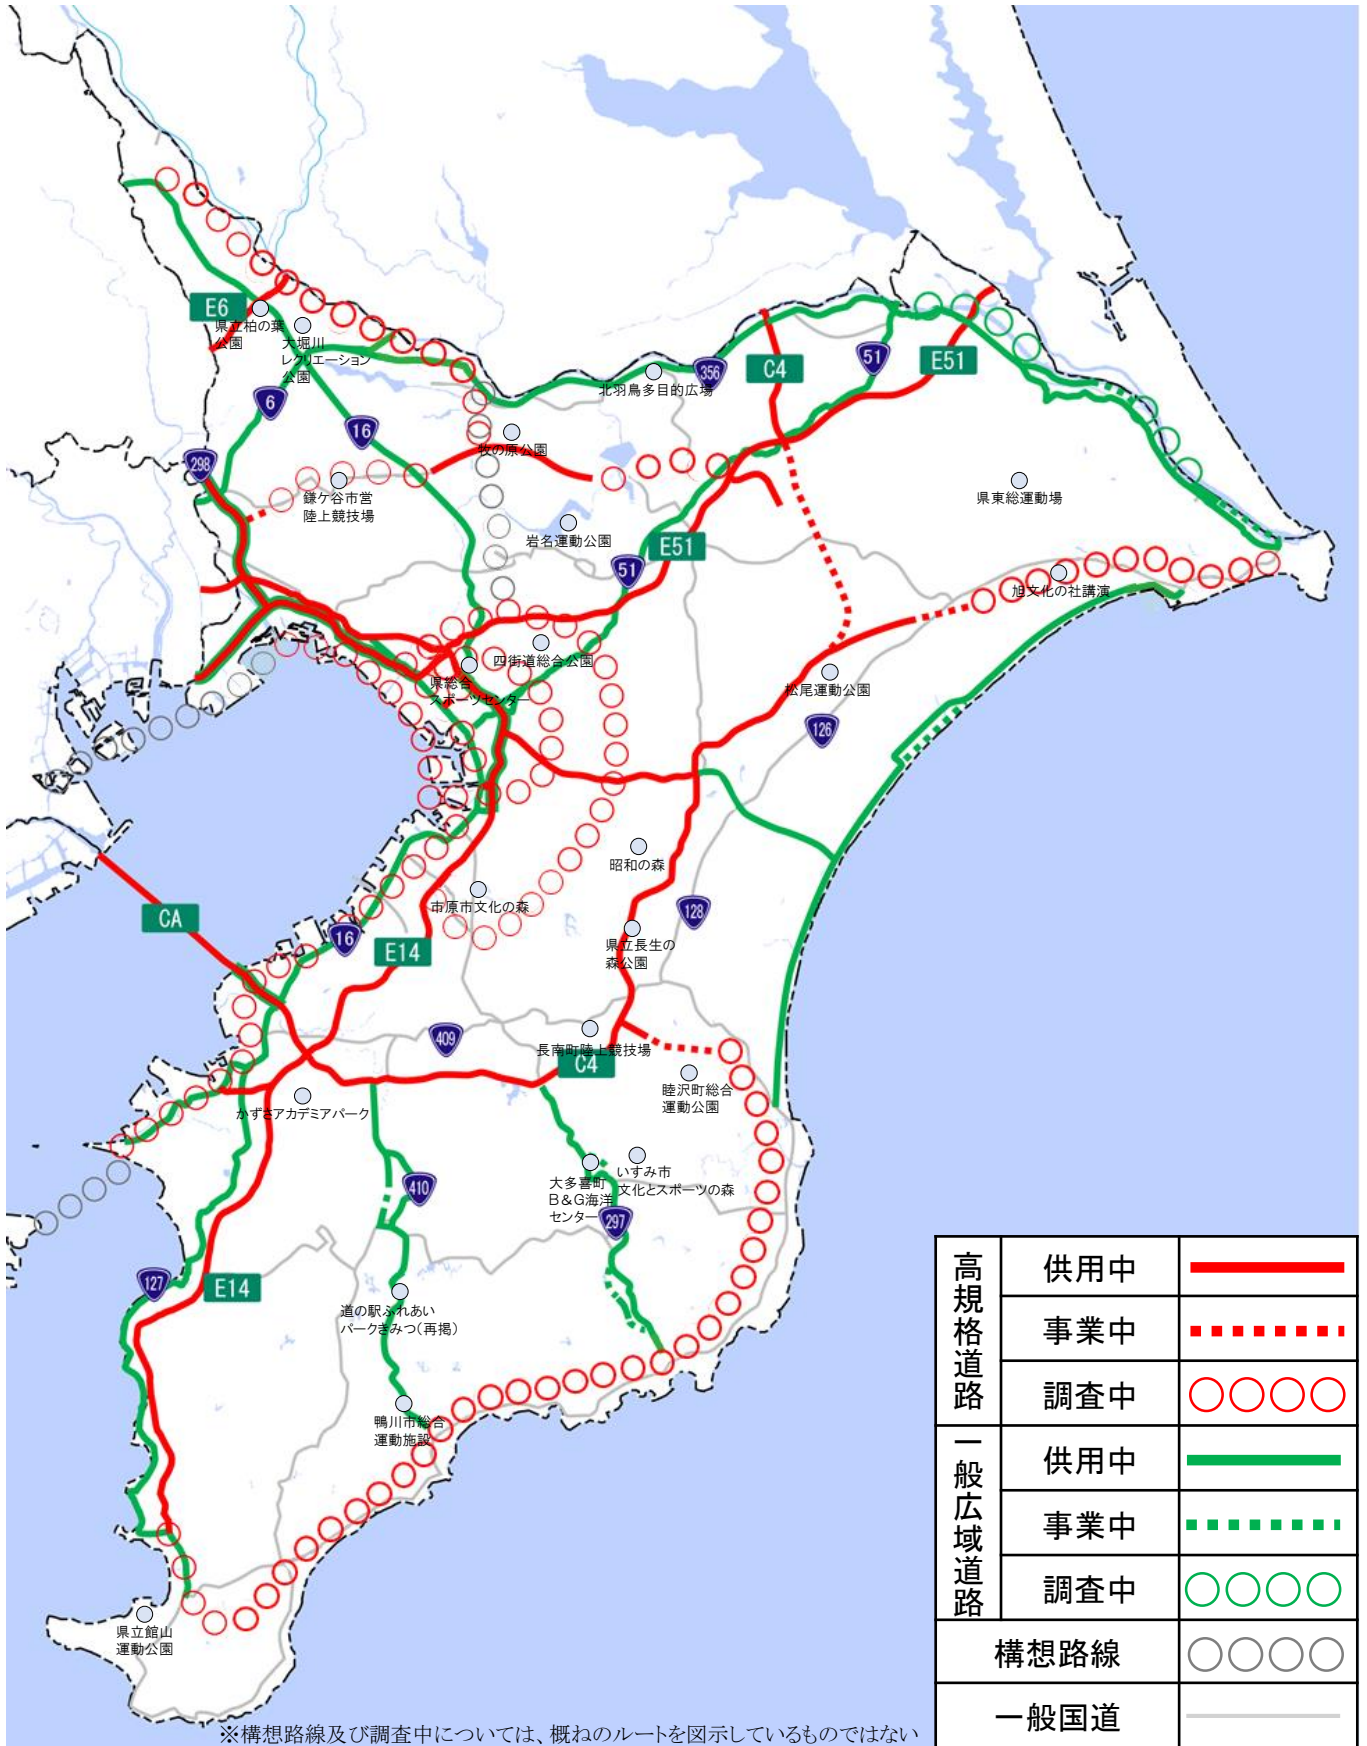 E6
県立柏の葉
公園
大堀川
レクリエーション
公園
6
16
298
鎌ケ谷市営
陸上競技場
牧の原公園
北羽鳥多目的広場
356
C4
51
E51
県東総運動場
岩名運動公園
51
E51
旭文化の社講演
四街道総合公園
県総合
スポーツセンター
松尾運動公園
126
昭和の森
CA
市原市文化の森
16
E14
128
県立長生の
森公園
409
長南町陸上競技場
C4
睦沢町総合
運動公園
かずさアカデミアパーク
410
大多喜町
B&G海洋
センター
いすみ市
文化とスポーツの森
297
127
E14
道の駅ふれあい
パークきみつ(再掲)
鴨川市総合
運動施設
県立館山
運動公園
高規格道路
供用中
事業中
調査中
一般広域道路
供用中
事業中
調査中
構想路線
一般国道
※構想路線及び調査中については、概ねのルートを図示しているものではない